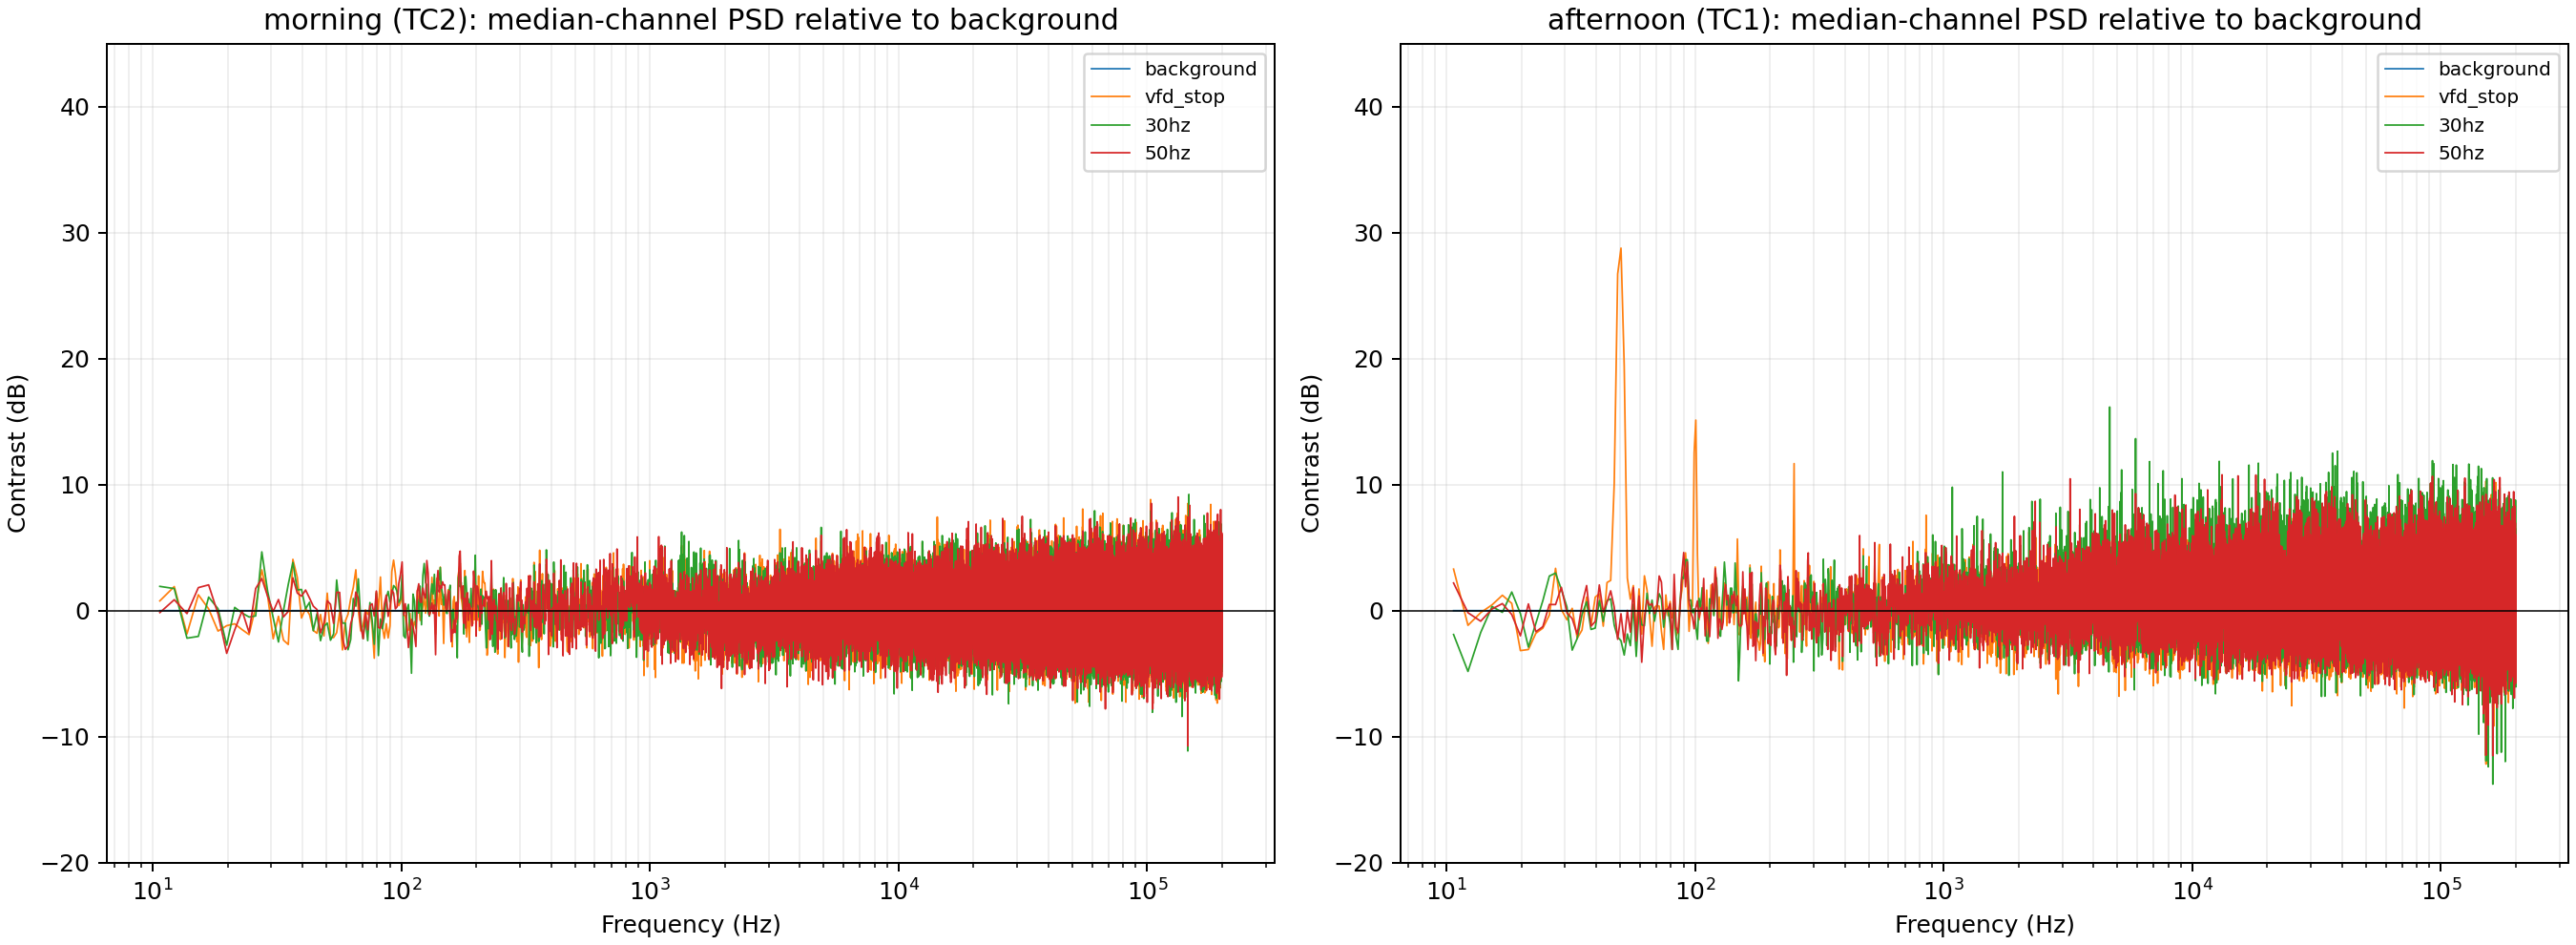 morning (TC2): median-channel PSD relative to background
Contrast (dB)
40
30
20
10
0
−10
−20
10¹
10²
10³
10⁴
10⁵
Frequency (Hz)
background
vfd_stop
30hz
50hz
afternoon (TC1): median-channel PSD relative to background
Contrast (dB)
40
30
20
10
0
−10
−20
10¹
10²
10³
10⁴
10⁵
Frequency (Hz)
background
vfd_stop
30hz
50hz